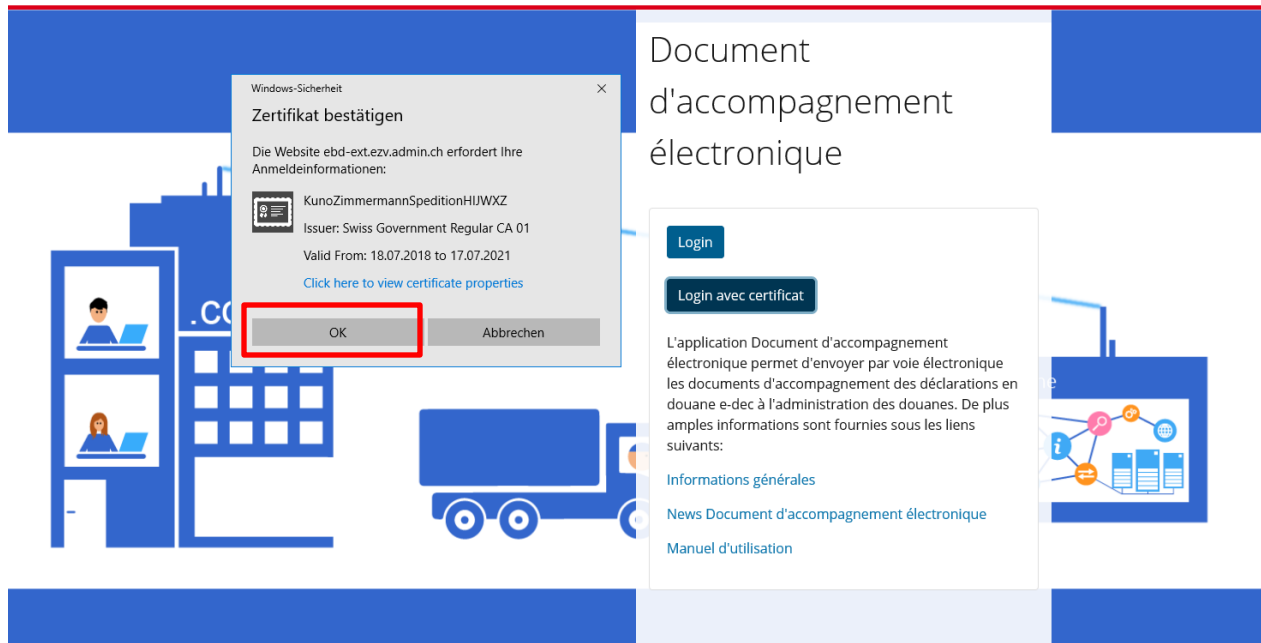 Document
d'accompagnement
électronique
Windows-Sicherheit
Zertifikat bestätigen
Die Website ebd-ext.ezv.admin.ch erfordert Ihre
Anmeldeinformationen:
KunoZimmermannSpeditionHIJWXZ
Issuer: Swiss Government Regular CA 01
Valid From: 18.07.2018 to 17.07.2021
Click here to view certificate properties
OK
Abbrechen
Login
Login avec certificat
L'application Document d'accompagnement
électronique permet d'envoyer par voie électronique
les documents d'accompagnement des déclarations en
douane e-dec à l'administration des douanes. De plus
amples informations sont fournies sous les liens
suivants:
Informations générales
News Document d'accompagnement électronique
Manuel d'utilisation